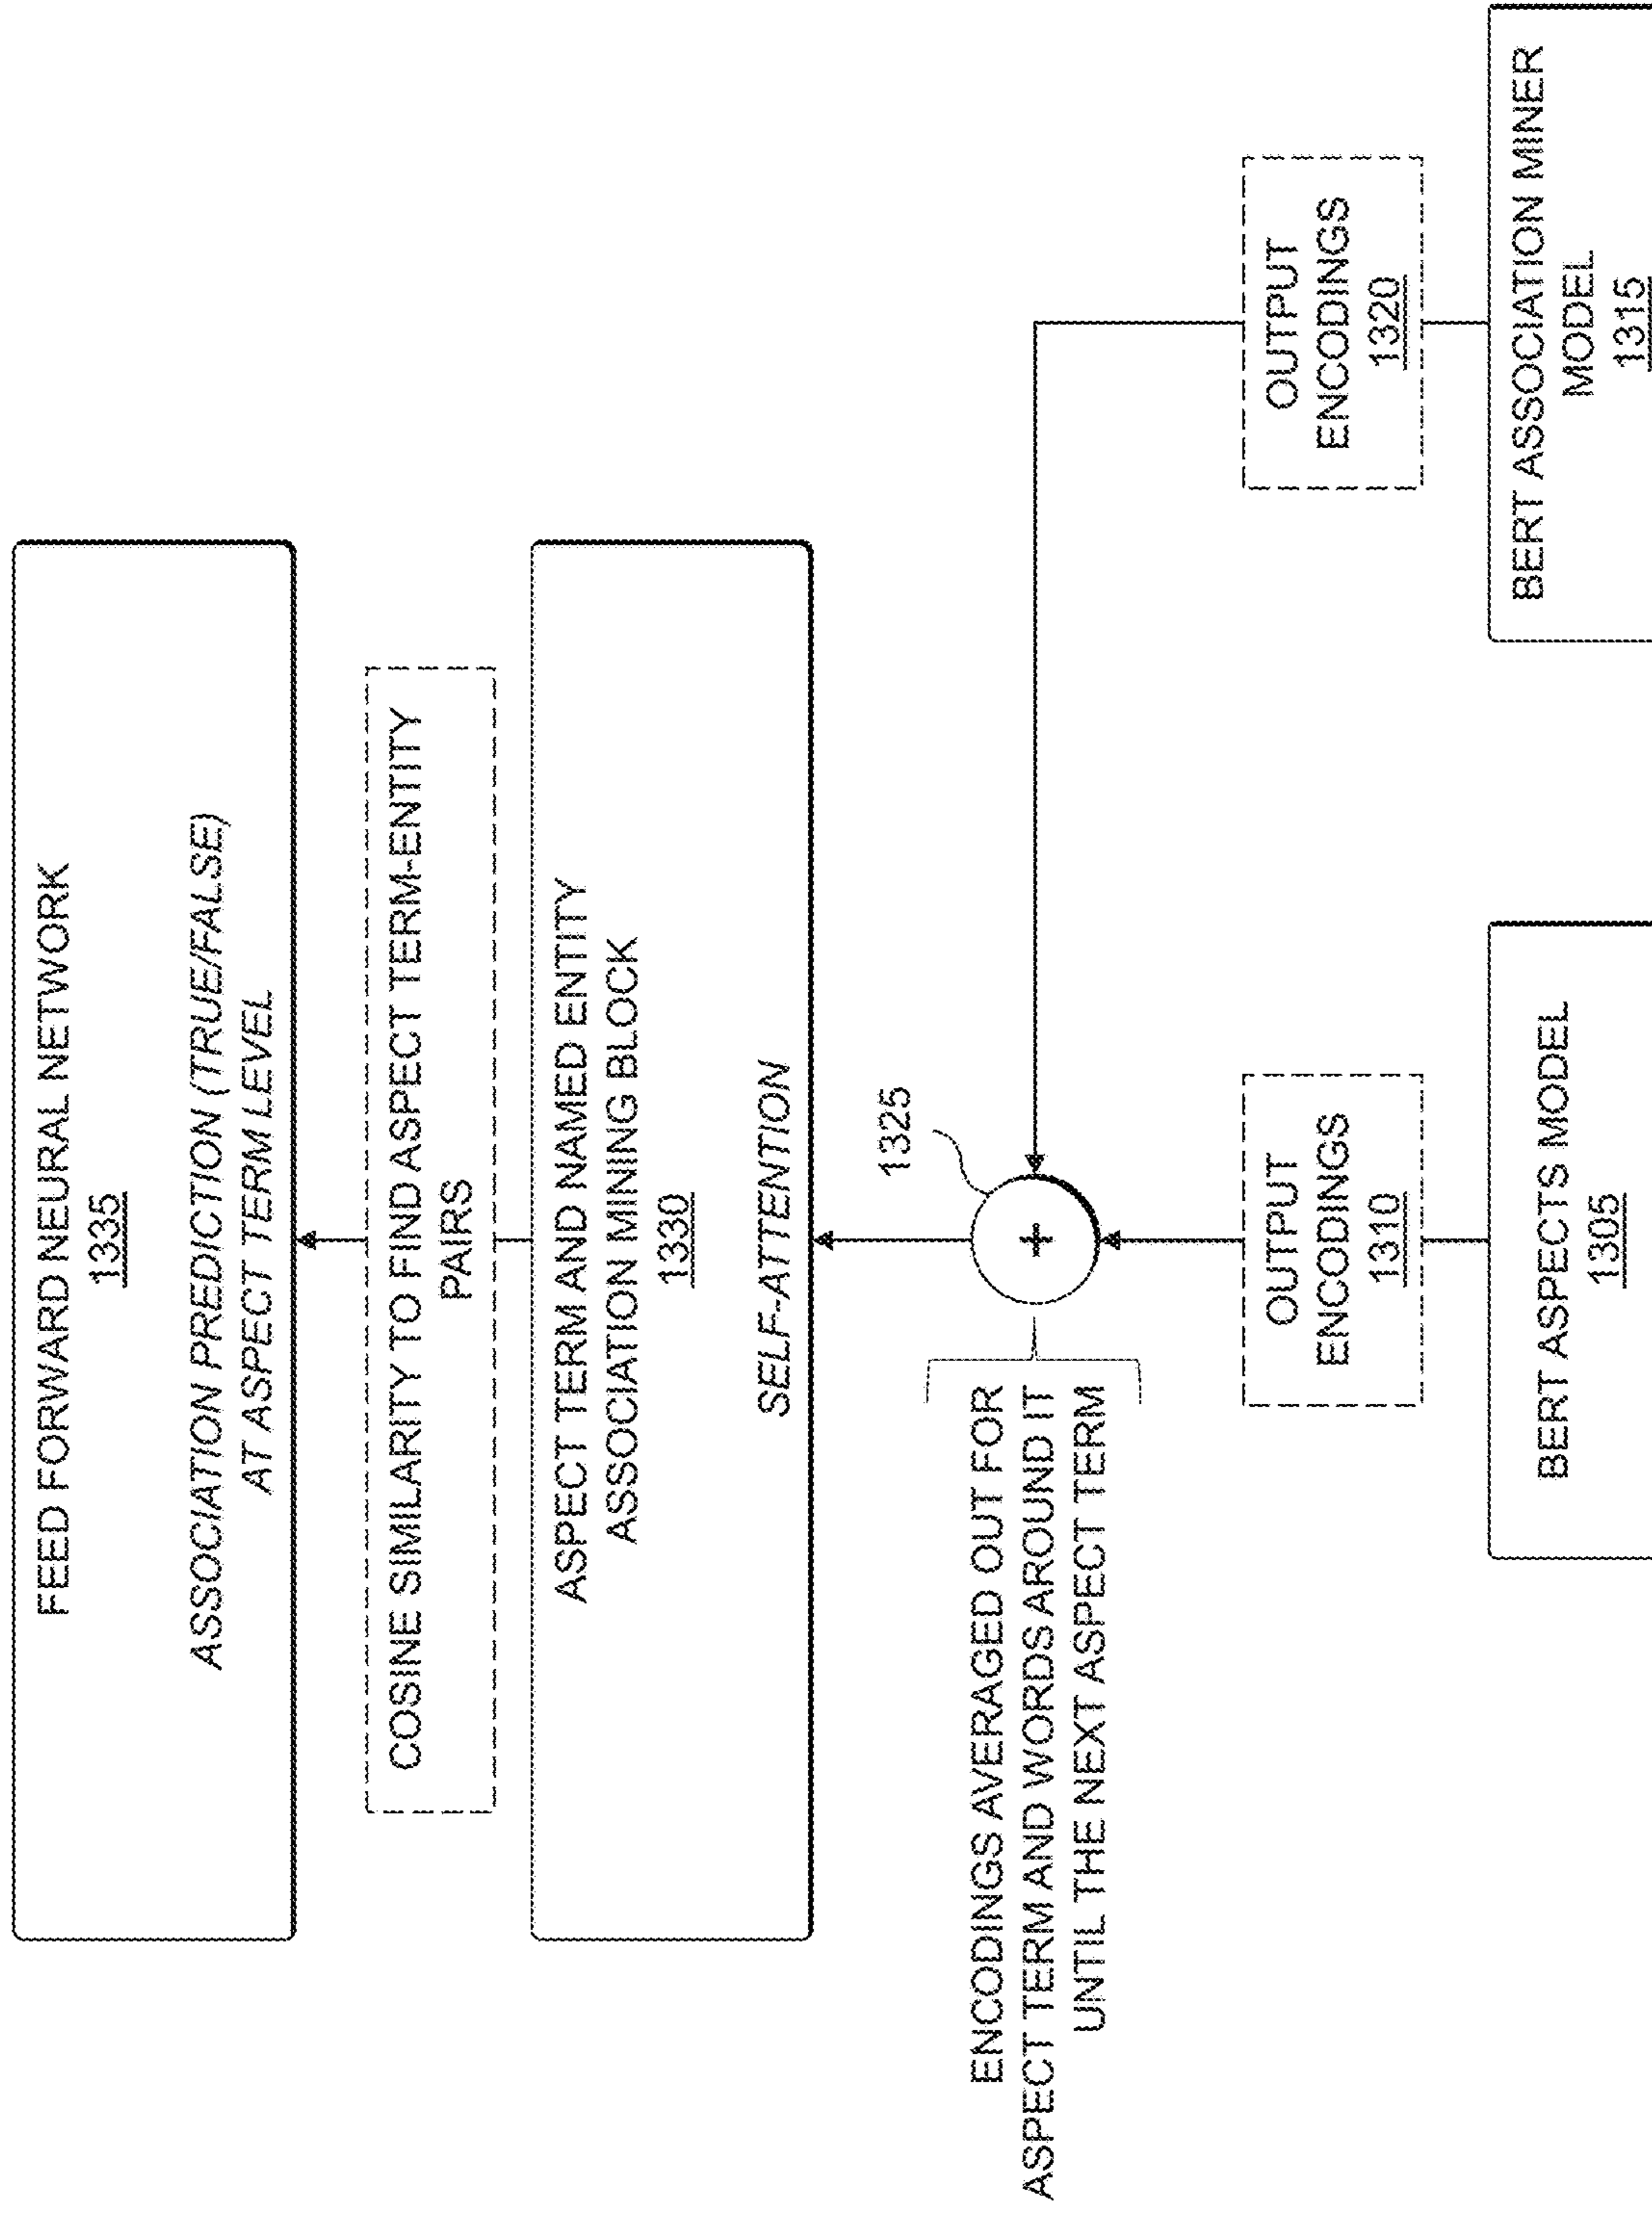 FEED FORWARD NEURAL NETWORK
1335
ASSOCIATION PREDICTION (TRUE/FALSE)
AT ASPECT TERM LEVEL
COSINE SIMILARITY TO FIND ASPECT TERM-ENTITY
PAIRS
ASPECT TERM AND NAMED ENTITY
ASSOCIATION MINING BLOCK
1330
SELF-ATTENTION
1325
+
ENCODINGS AVERAGED OUT FOR
ASPECT TERM AND WORDS AROUND IT
UNTIL THE NEXT ASPECT TERM
OUTPUT
ENCODINGS
1310
OUTPUT
ENCODINGS
1320
BERT ASPECTS MODEL
1305
BERT ASSOCIATION MINER
MODEL
1315